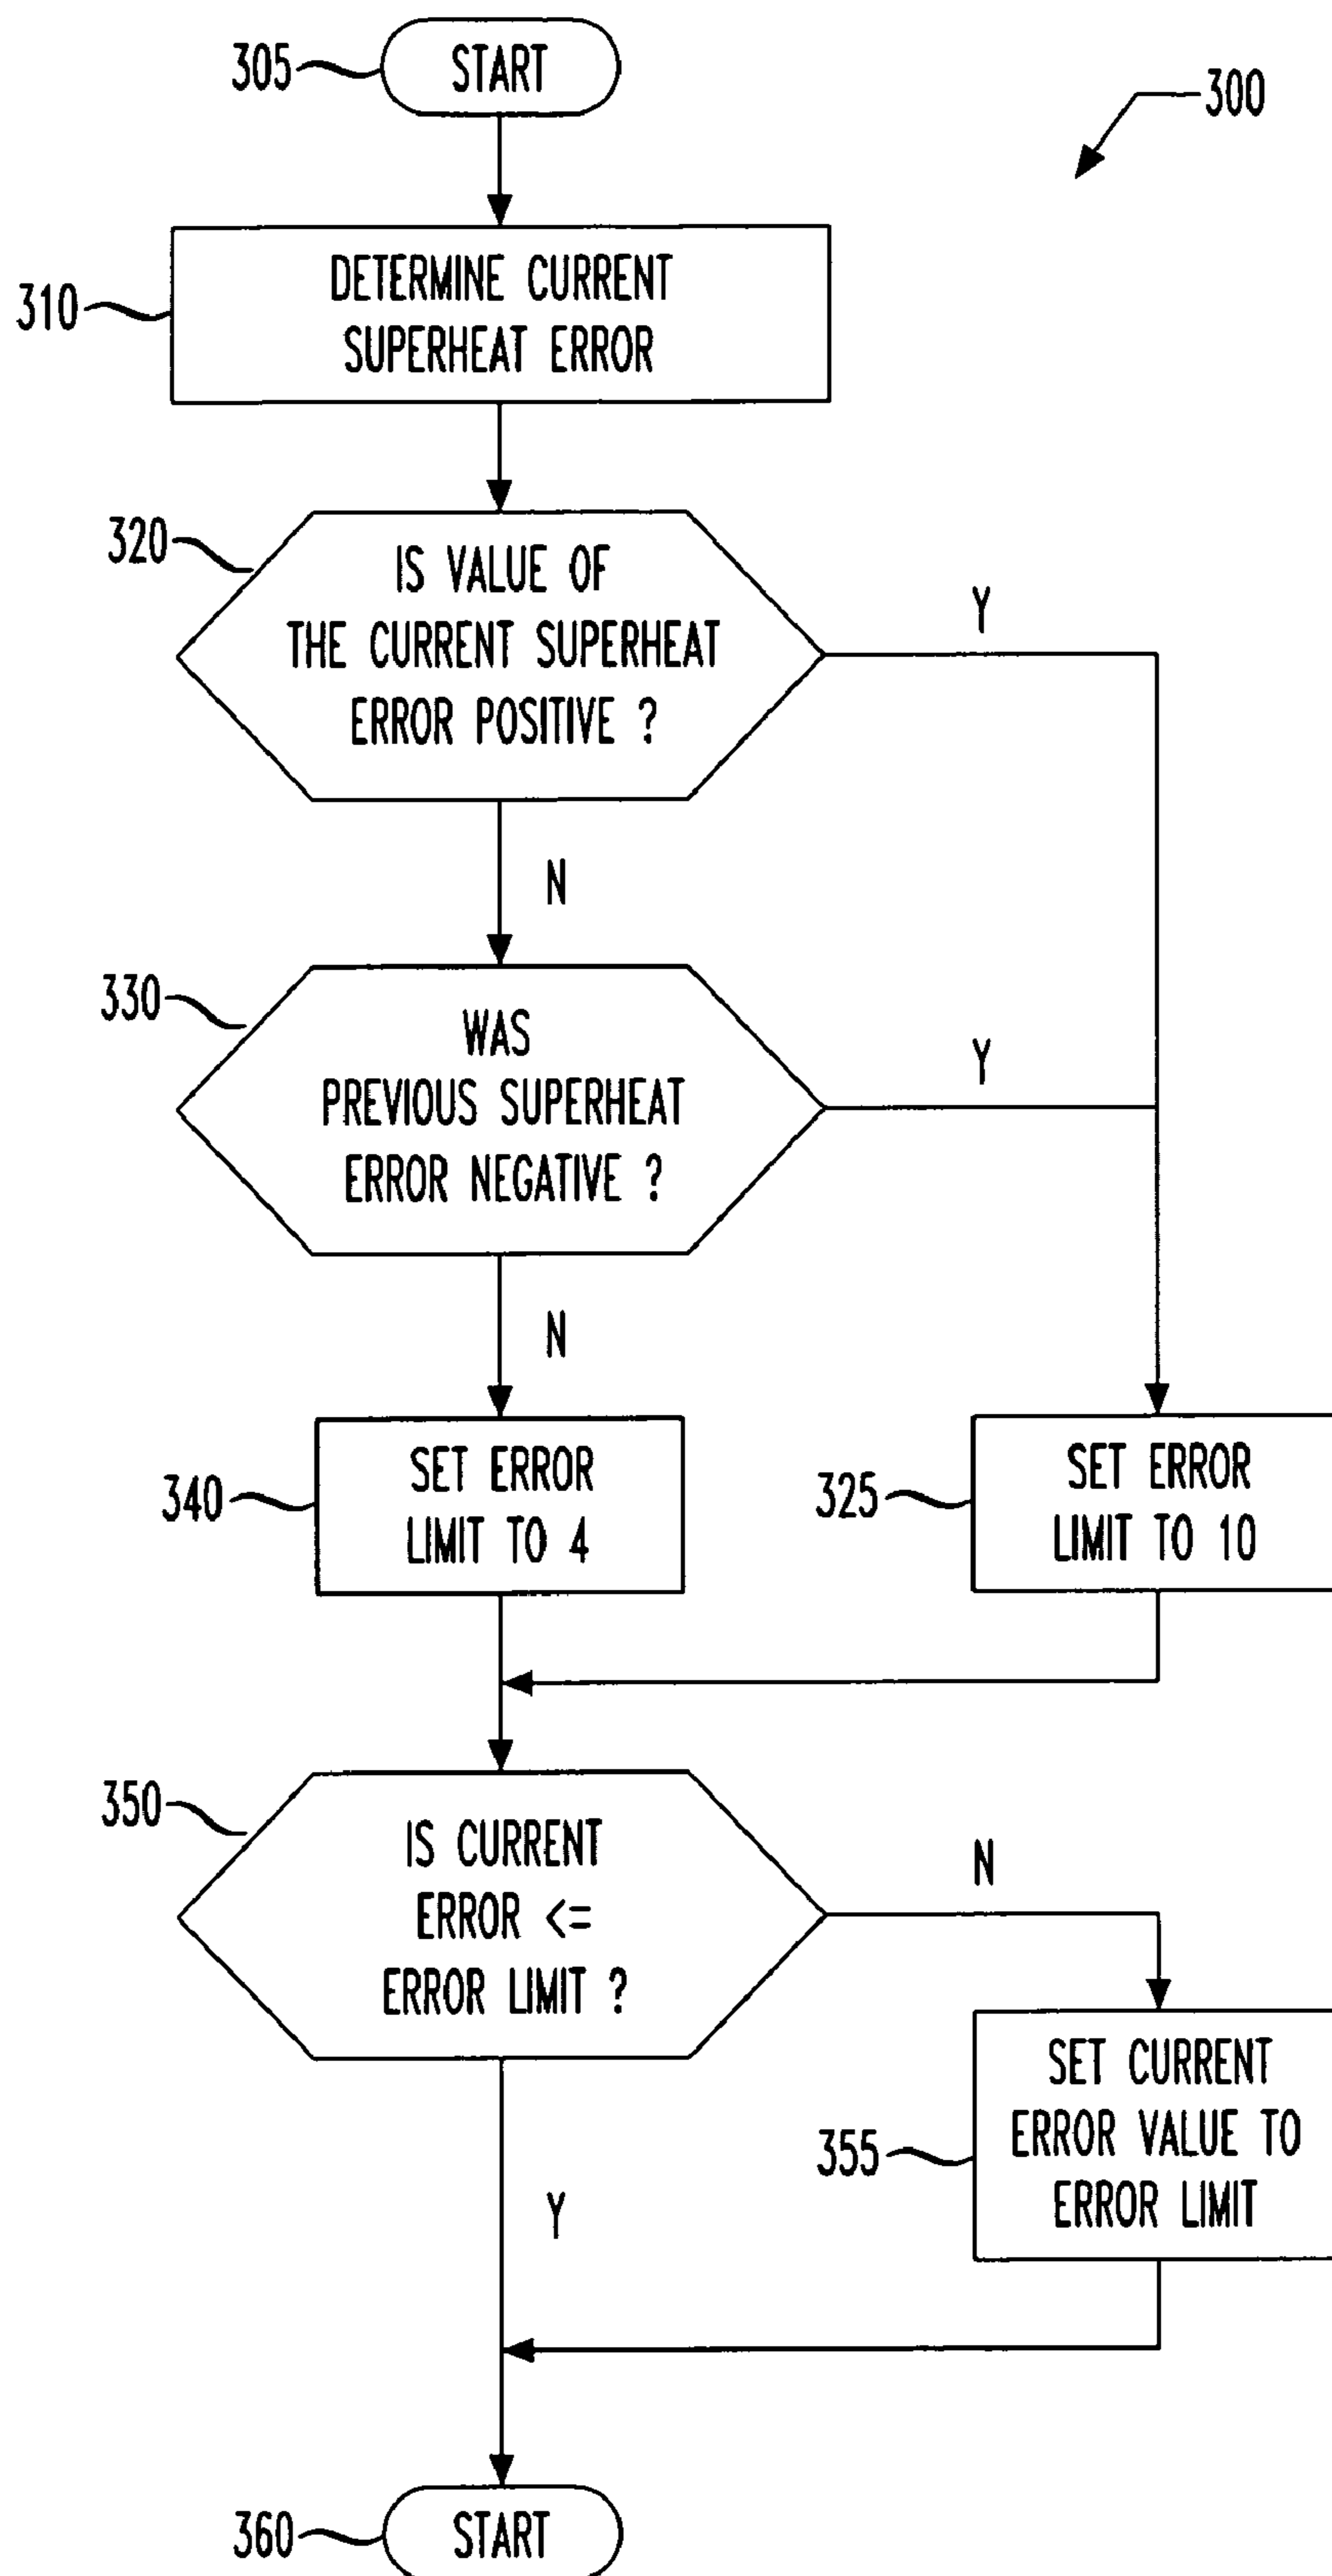 305
START
300
310
DETERMINE CURRENT
SUPERHEAT ERROR
320
IS VALUE OF
THE CURRENT SUPERHEAT
ERROR POSITIVE ?
Y
N
330
WAS
PREVIOUS SUPERHEAT
ERROR NEGATIVE ?
Y
N
340
SET ERROR
LIMIT TO 4
325
SET ERROR
LIMIT TO 10
350
IS CURRENT
ERROR <=
ERROR LIMIT ?
N
Y
355
SET CURRENT
ERROR VALUE TO
ERROR LIMIT
360
START